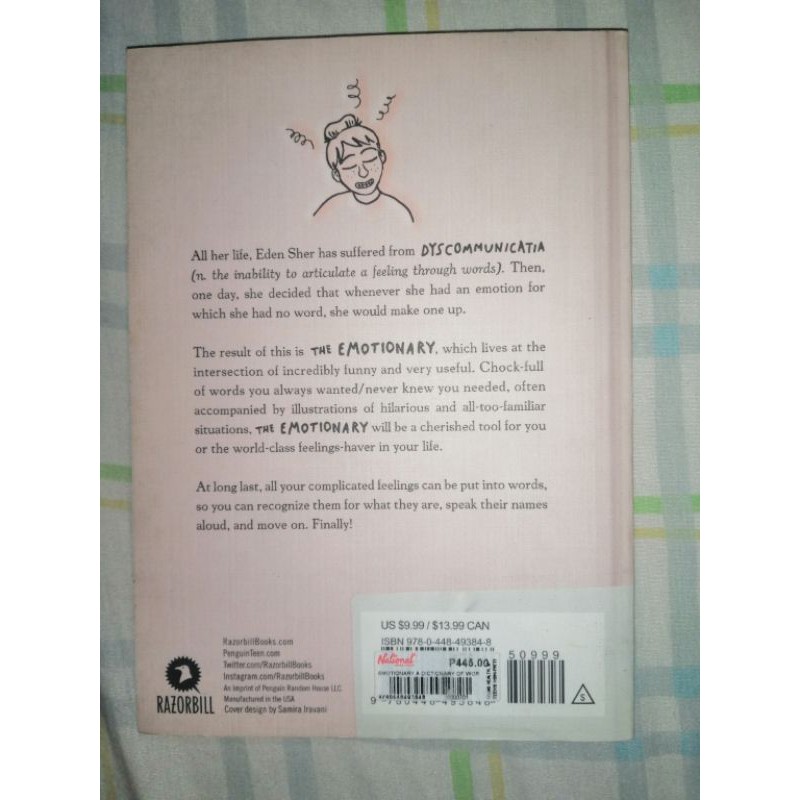 All her life, Eden Sher has suffered from DYSCOMMUNICATIA
(n. the inability to articulate a feeling through words). Then,
one day, she decided that whenever she had an emotion for
which she had no word, she would make one up.
The result of this is THE EMOTIONARY, which lives at the
intersection of incredibly funny and very useful. Chock-full
of words you always wanted/never knew you needed, often
accompanied by illustrations of hilarious and all-too-familiar
situations, THE EMOTIONARY will be a cherished tool for you
or the world-class feelings-haver in your life.
At long last, all your complicated feelings can be put into words,
so you can recognize them for what they are, speak their names
aloud, and move on. Finally!
RazorbillBooks.com
PenguinTeen.com
Twitter.com/RazorbillBooks
Instagram.com/RazorbillBooks
An imprint of Penguin Random House LLC
Manufactured in the USA
Cover design by Samira Iravani
RAZORBILL
US $9.99 / $13.99 CAN
ISBN 978-0-448-49384-8
National
₱445.00
50999
EMOTIONARY A DICTIONARY OF WOR
9780448493848
S